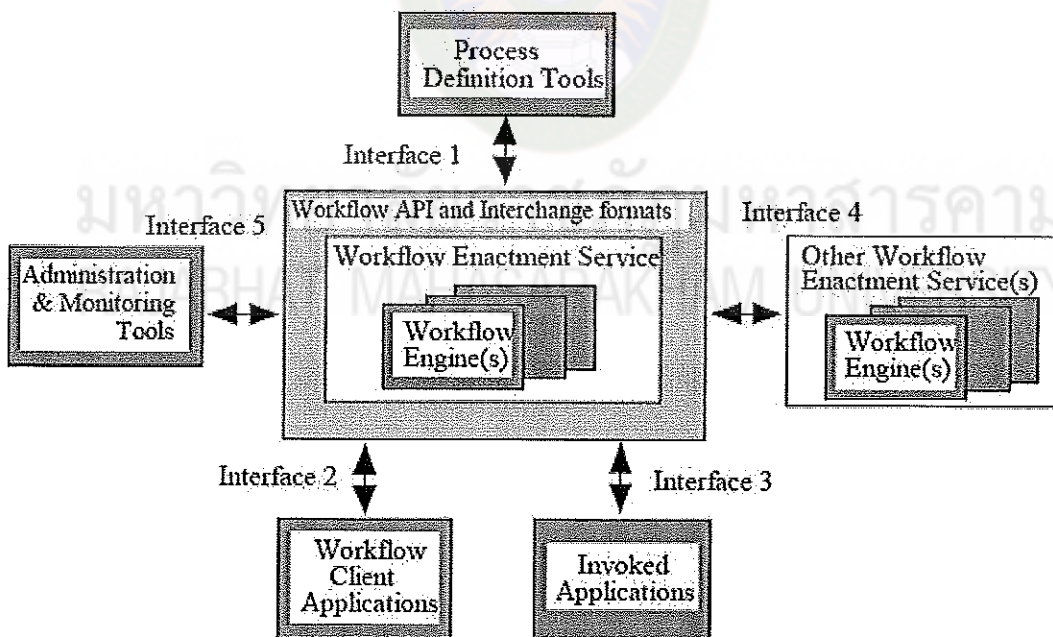 Process
Definition Tools
Interface 1
Workflow API and Interchange formats
Interface 5
Interface 4
Workflow Enactment Service
Workflow
Engine(s)
Administration
& Monitoring
Tools
Other Workflow
Enactment Service(s)
Workflow
Engine(s)
Interface 2
Interface 3
Workflow
Client
Applications
Invoked
Applications